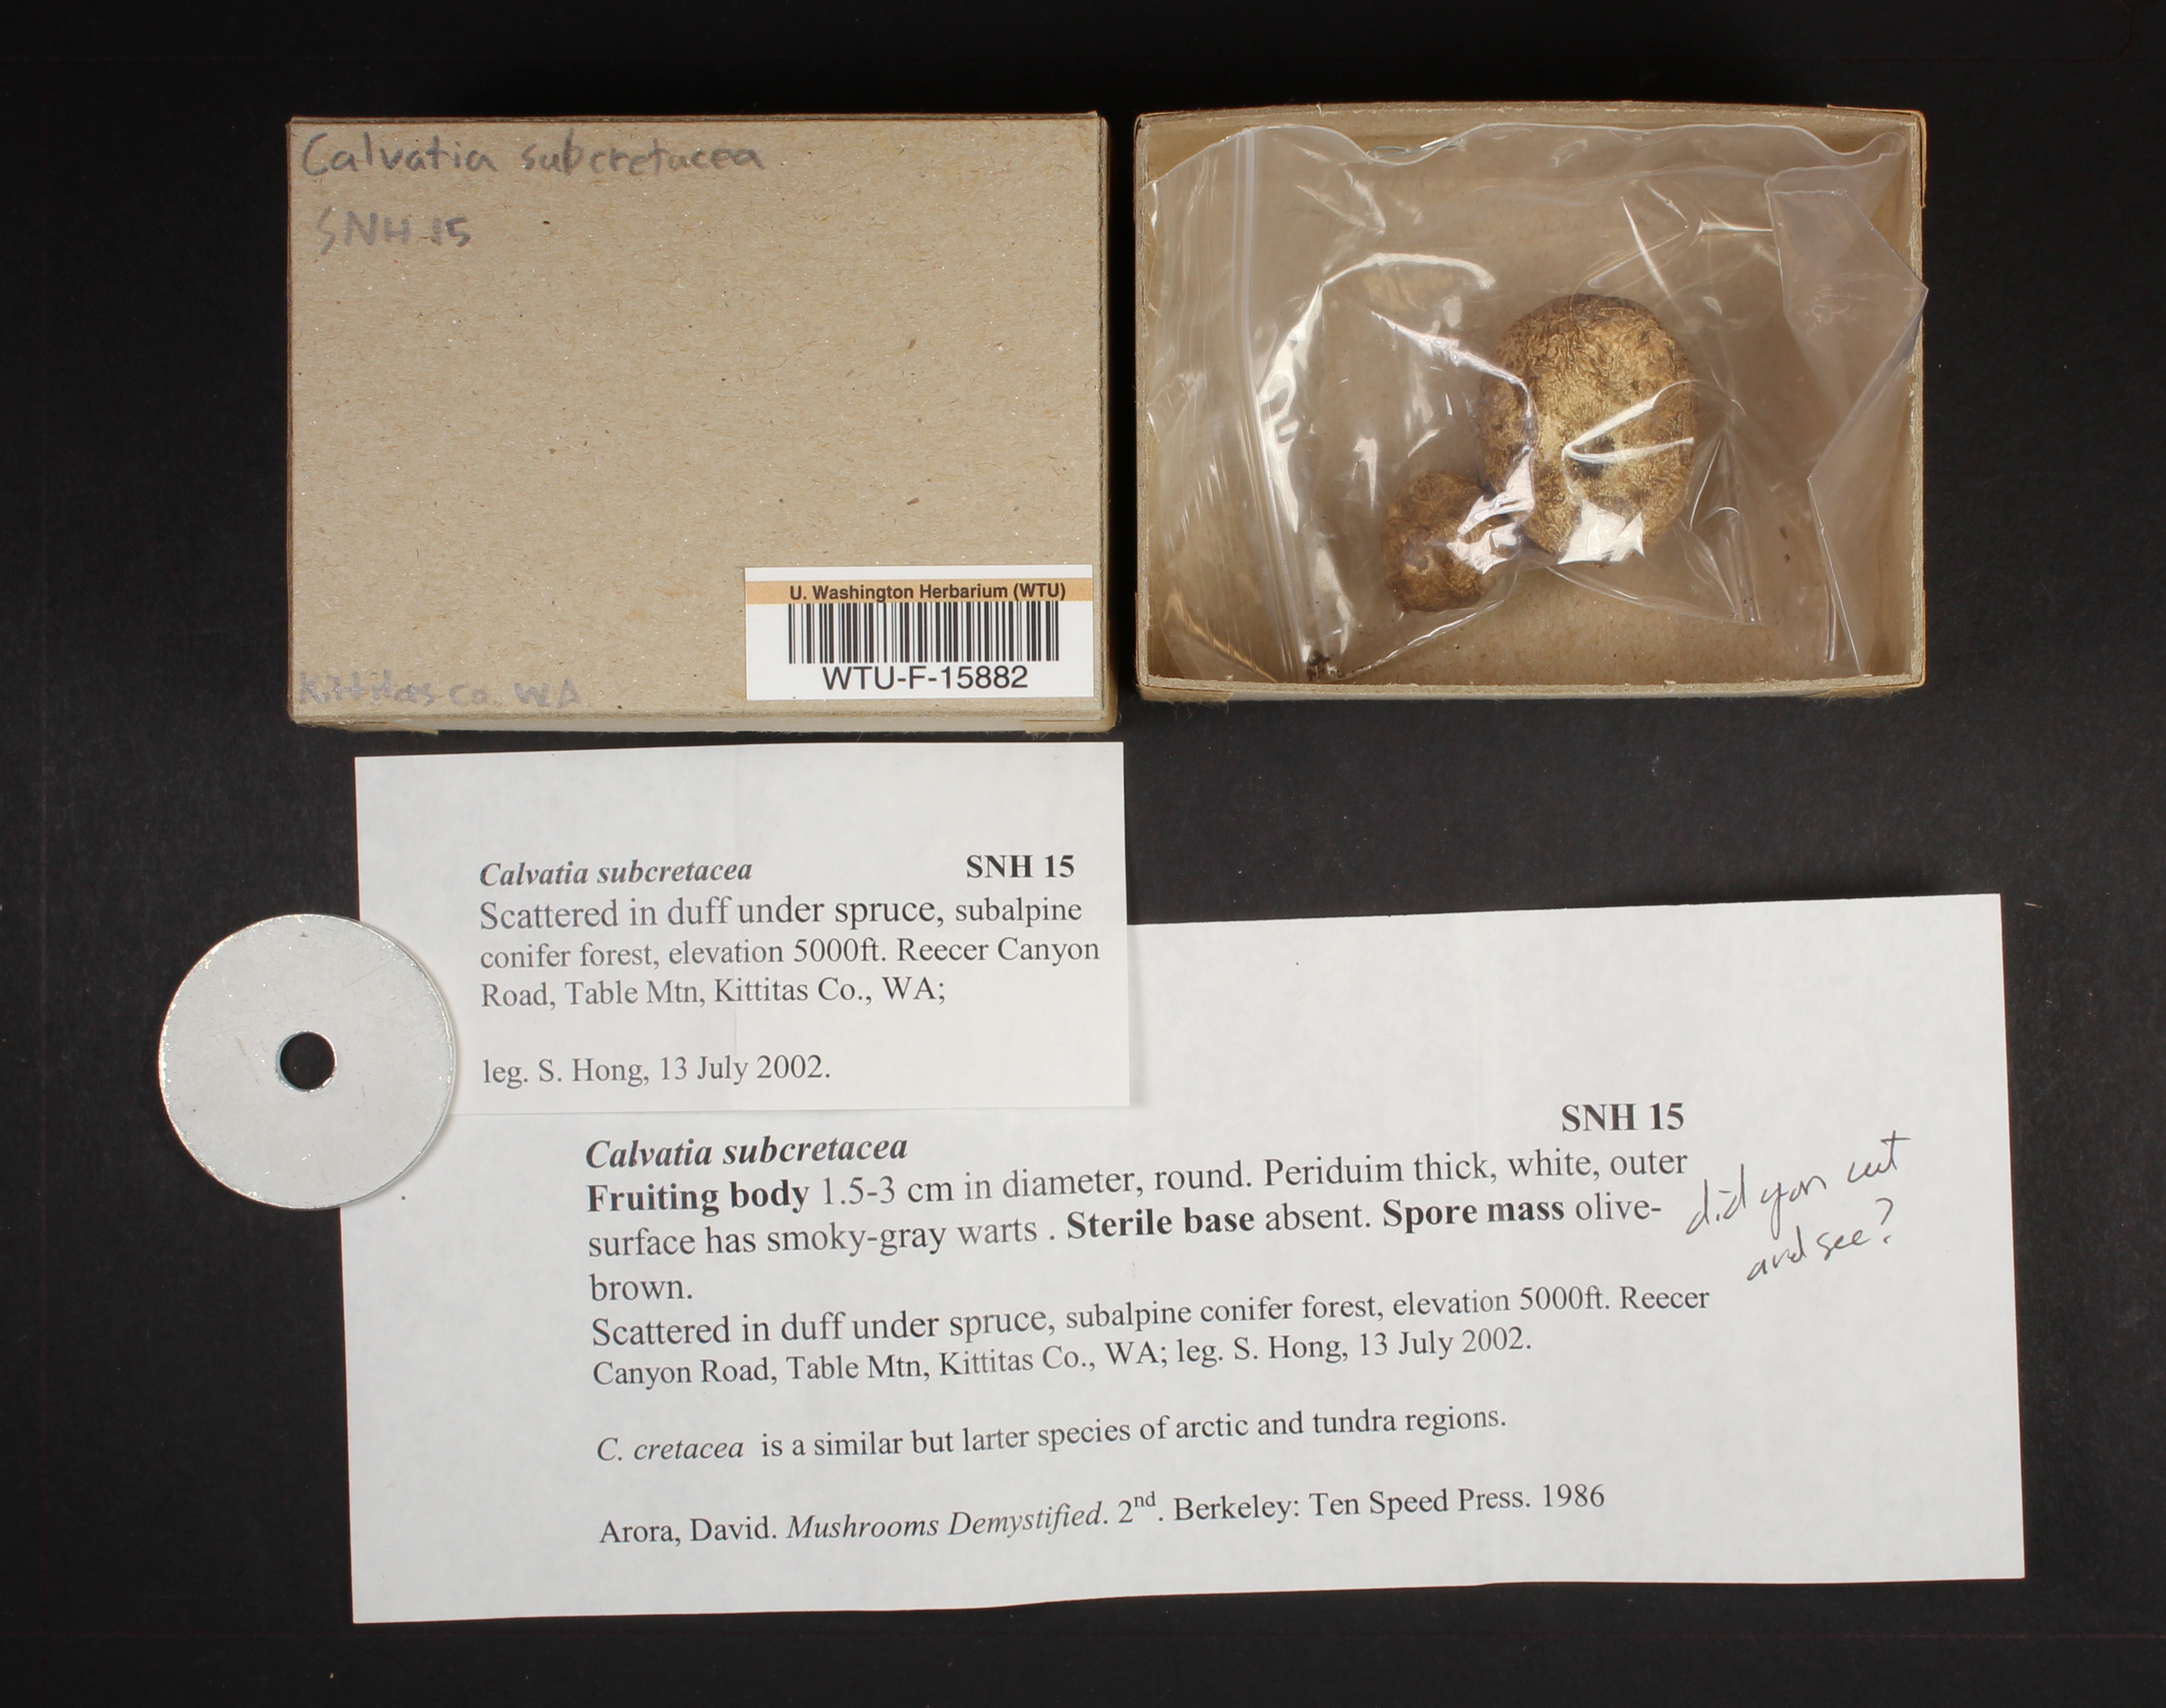 Calvatia subcretacea
SNH 15
U. Washington Herbarium (WTU)
WTU-F-15882
Kittitas Co. WA
Calvatia subcretacea SNH 15
Scattered in duff under spruce, subalpine
conifer forest, elevation 5000ft. Reecer Canyon
Road, Table Mtn, Kittitas Co., WA;
leg. S. Hong, 13 July 2002.
SNH 15
Calvatia subcretacea
Fruiting body 1.5-3 cm in diameter, round. Periduim thick, white, outer
surface has smoky-gray warts . Sterile base absent. Spore mass olive-
brown.
did you cut
and see?
Scattered in duff under spruce, subalpine conifer forest, elevation 5000ft. Reecer
Canyon Road, Table Mtn, Kittitas Co., WA; leg. S. Hong, 13 July 2002.
C. cretacea is a similar but larter species of arctic and tundra regions.
Arora, David. Mushrooms Demystified. 2nd. Berkeley: Ten Speed Press. 1986